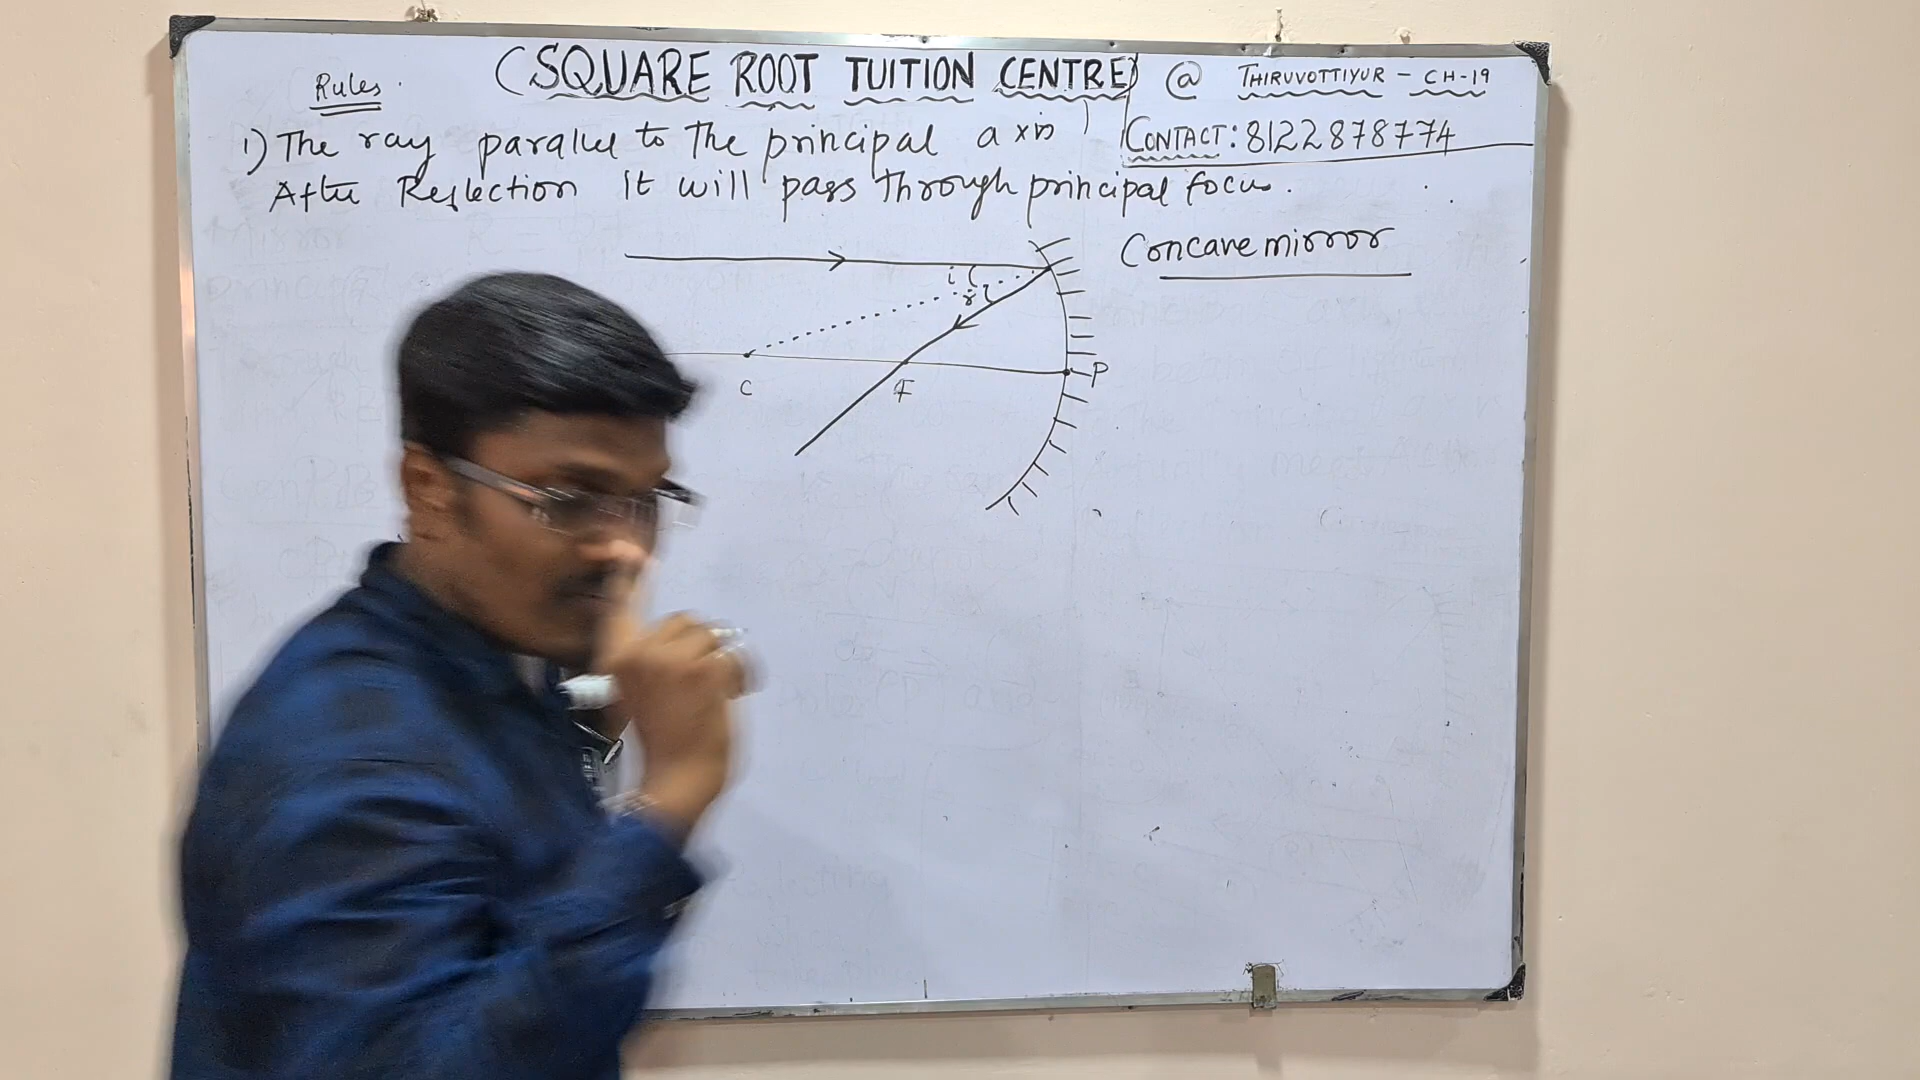 (SQUARE ROOT TUITION CENTRE) @ THIRUVOTTIYUR - CH-19
Rules.
CONTACT: 8122878774
1) The ray parallel to The principal axis
After Reflection It will pass Through principal focus.
Concave mirror
i
r
C
F
P